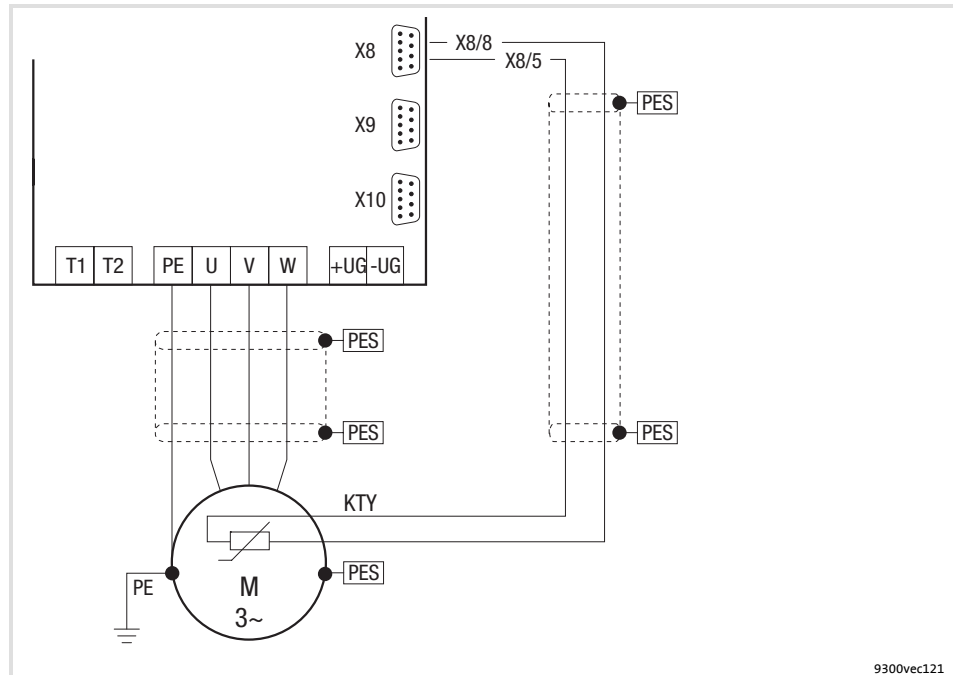 X8
X8/8
X8/5
PES
X9
X10
T1 T2 PE U V W +UG -UG
PES
PES
PES
KTY
PE
M
3~
PES
9300vec121